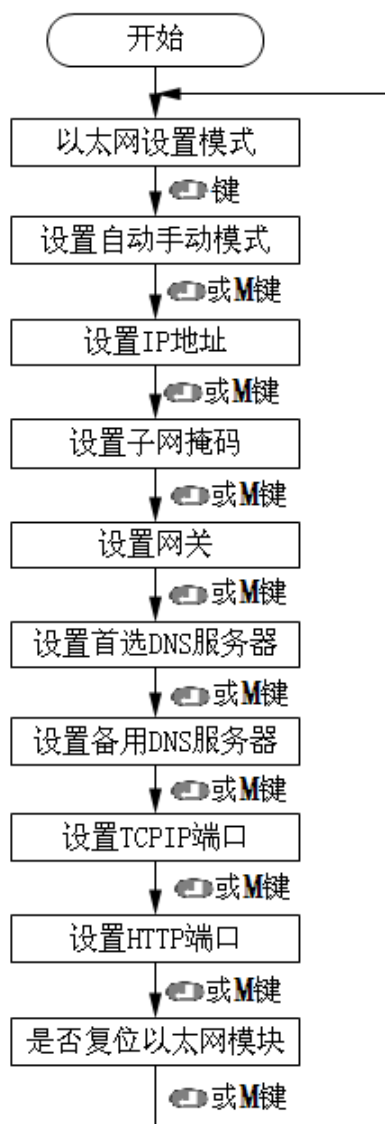 开始
以太网设置模式
键
设置自动手动模式
或M键
设置IP地址
或M键
设置子网掩码
或M键
设置网关
或M键
设置首选DNS服务器
或M键
设置备用DNS服务器
或M键
设置TCPIP端口
或M键
设置HTTP端口
或M键
是否复位以太网模块
或M键